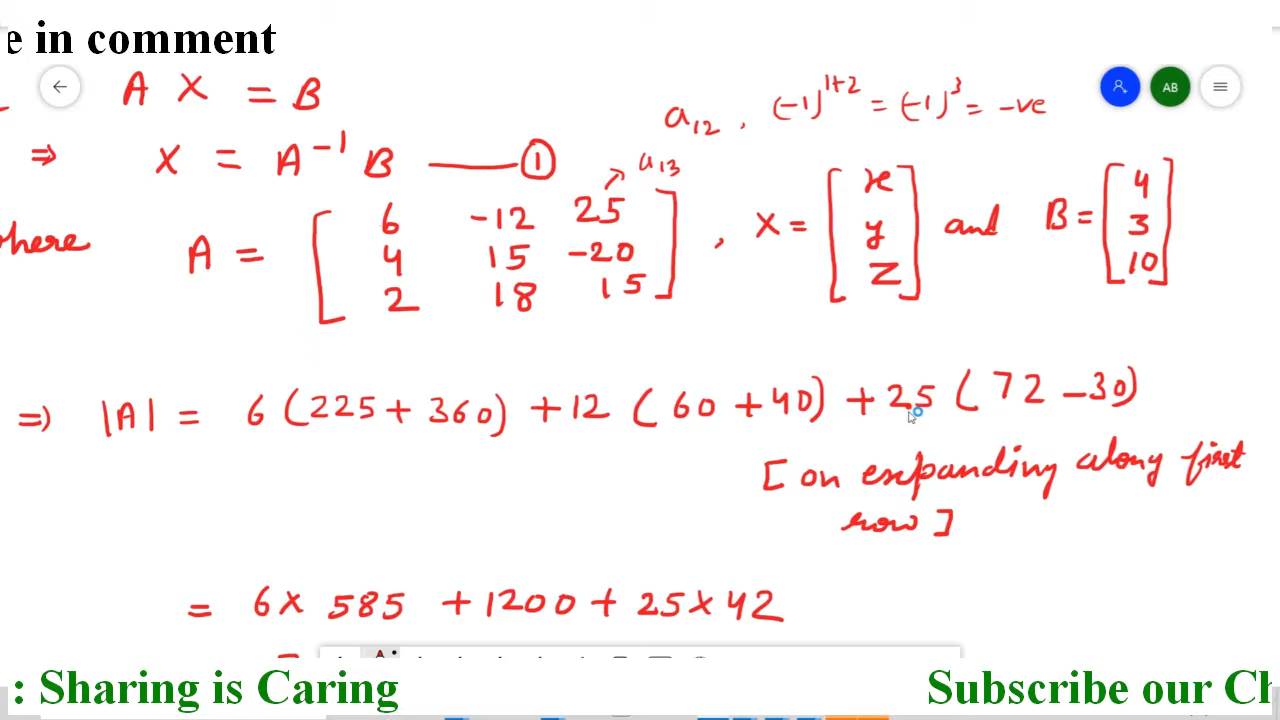 e in comment
A X = B
a₁₂ , (-1)¹⁺² = (-1)³ = -ve
AB
⇒ X = A⁻¹ B —— ①
a₁₃
where A = [ 6 -12 25
4 15 -20
2 18 15 ] , X = [ x
y
z ] and B = [ 4
3
10 ]
⇒) |A| = 6 (225 + 360) + 12 (60 + 40) + 25 (72 - 30)
[on expanding along first
row]
= 6 × 585 + 1200 + 25 × 42
: Sharing is Caring
Subscribe our Ch